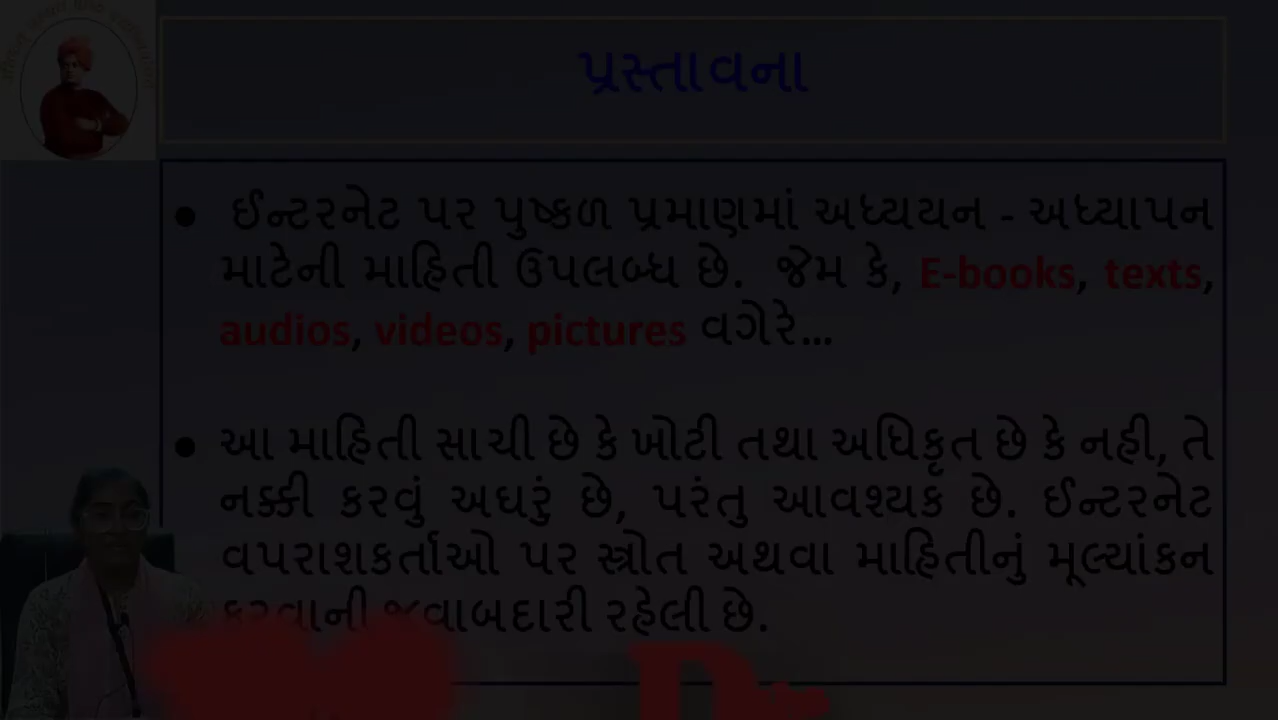 પ્રસ્તાવના
• ઈન્ટરનેટ પર પુષ્કળ પ્રમાણમાં અધ્યયન - અધ્યાપન
માટેની માહિતી ઉપલબ્ધ છે. જેમ કે, E-books, texts,
audios, videos, pictures વગેરે...
• આ માહિતી સાચી છે કે ખોટી તથા અધિકૃત છે કે નહી, તે
નક્કી કરવું અઘરું છે, પરંતુ આવશ્યક છે. ઈન્ટરનેટ
વપરાશકર્તાઓ પર સ્ત્રોત અથવા માહિતીનું મૂલ્યાંકન
કરવાની જવાબદારી રહેલી છે.